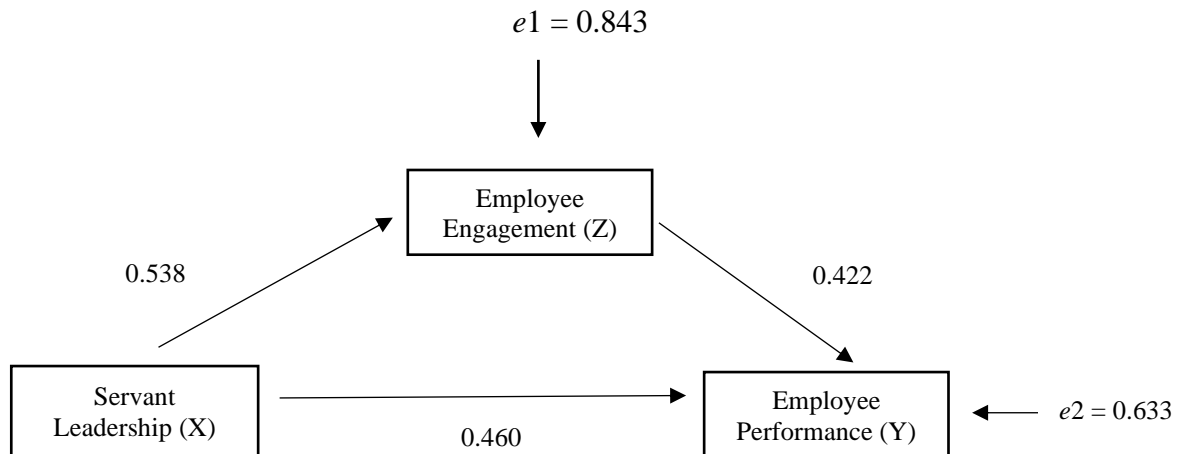 e1 = 0.843
Employee
Engagement (Z)
0.538
0.422
Servant
Leadership (X)
0.460
Employee
Performance (Y)
e2 = 0.633